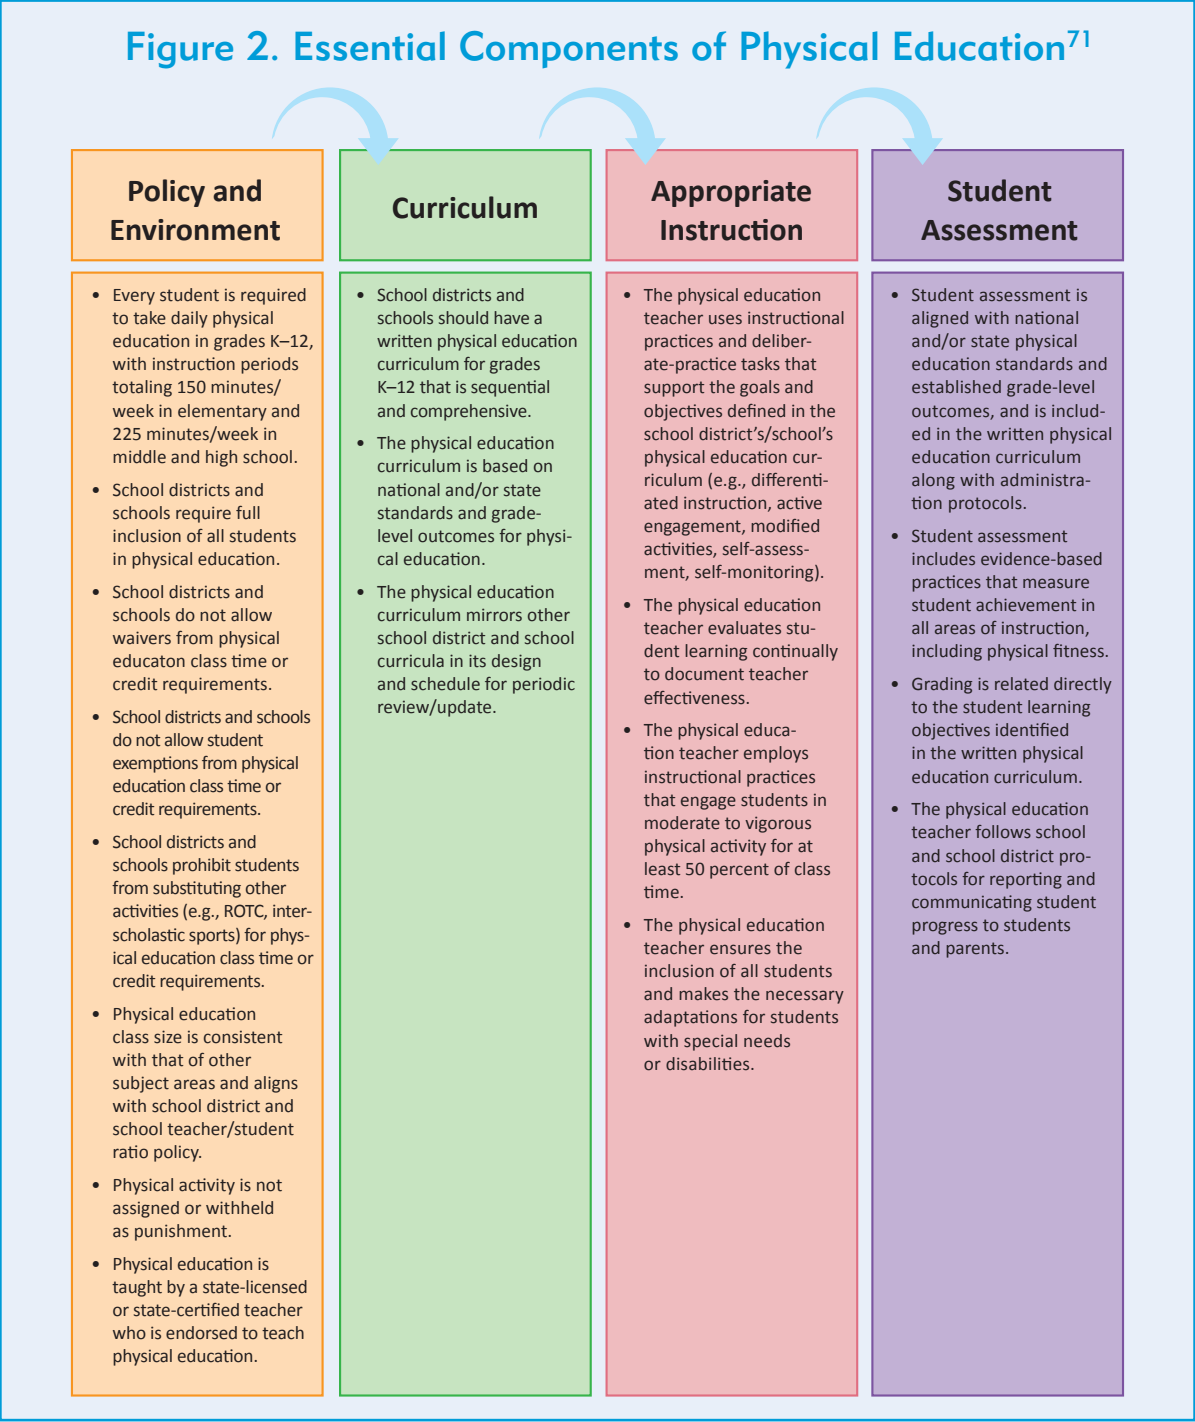 Figure 2. Essential Components of Physical Education71
Policy and
Environment
• Every student is required
to take daily physical
education in grades K–12,
with instruction periods
totaling 150 minutes/
week in elementary and
225 minutes/week in
middle and high school.
• School districts and
schools require full
inclusion of all students
in physical education.
• School districts and
schools do not allow
waivers from physical
educaton class time or
credit requirements.
• School districts and schools
do not allow student
exemptions from physical
education class time or
credit requirements.
• School districts and
schools prohibit students
from substituting other
activities (e.g., ROTC, inter-
scholastic sports) for phys-
ical education class time or
credit requirements.
• Physical education
class size is consistent
with that of other
subject areas and aligns
with school district and
school teacher/student
ratio policy.
• Physical activity is not
assigned or withheld
as punishment.
• Physical education is
taught by a state-licensed
or state-certified teacher
who is endorsed to teach
physical education.
Curriculum
• School districts and
schools should have a
written physical education
curriculum for grades
K–12 that is sequential
and comprehensive.
• The physical education
curriculum is based on
national and/or state
standards and grade-
level outcomes for physi-
cal education.
• The physical education
curriculum mirrors other
school district and school
curricula in its design
and schedule for periodic
review/update.
Appropriate
Instruction
• The physical education
teacher uses instructional
practices and deliber-
ate-practice tasks that
support the goals and
objectives defined in the
school district's/school's
physical education cur-
riculum (e.g., differenti-
ated instruction, active
engagement, modified
activities, self-assess-
ment, self-monitoring).
• The physical education
teacher evaluates stu-
dent learning continually
to document teacher
effectiveness.
• The physical educa-
tion teacher employs
instructional practices
that engage students in
moderate to vigorous
physical activity for at
least 50 percent of class
time.
• The physical education
teacher ensures the
inclusion of all students
and makes the necessary
adaptations for students
with special needs
or disabilities.
Student
Assessment
• Student assessment is
aligned with national
and/or state physical
education standards and
established grade-level
outcomes, and is includ-
ed in the written physical
education curriculum
along with administra-
tion protocols.
• Student assessment
includes evidence-based
practices that measure
student achievement in
all areas of instruction,
including physical fitness.
• Grading is related directly
to the student learning
objectives identified
in the written physical
education curriculum.
• The physical education
teacher follows school
and school district pro-
tocols for reporting and
communicating student
progress to students
and parents.